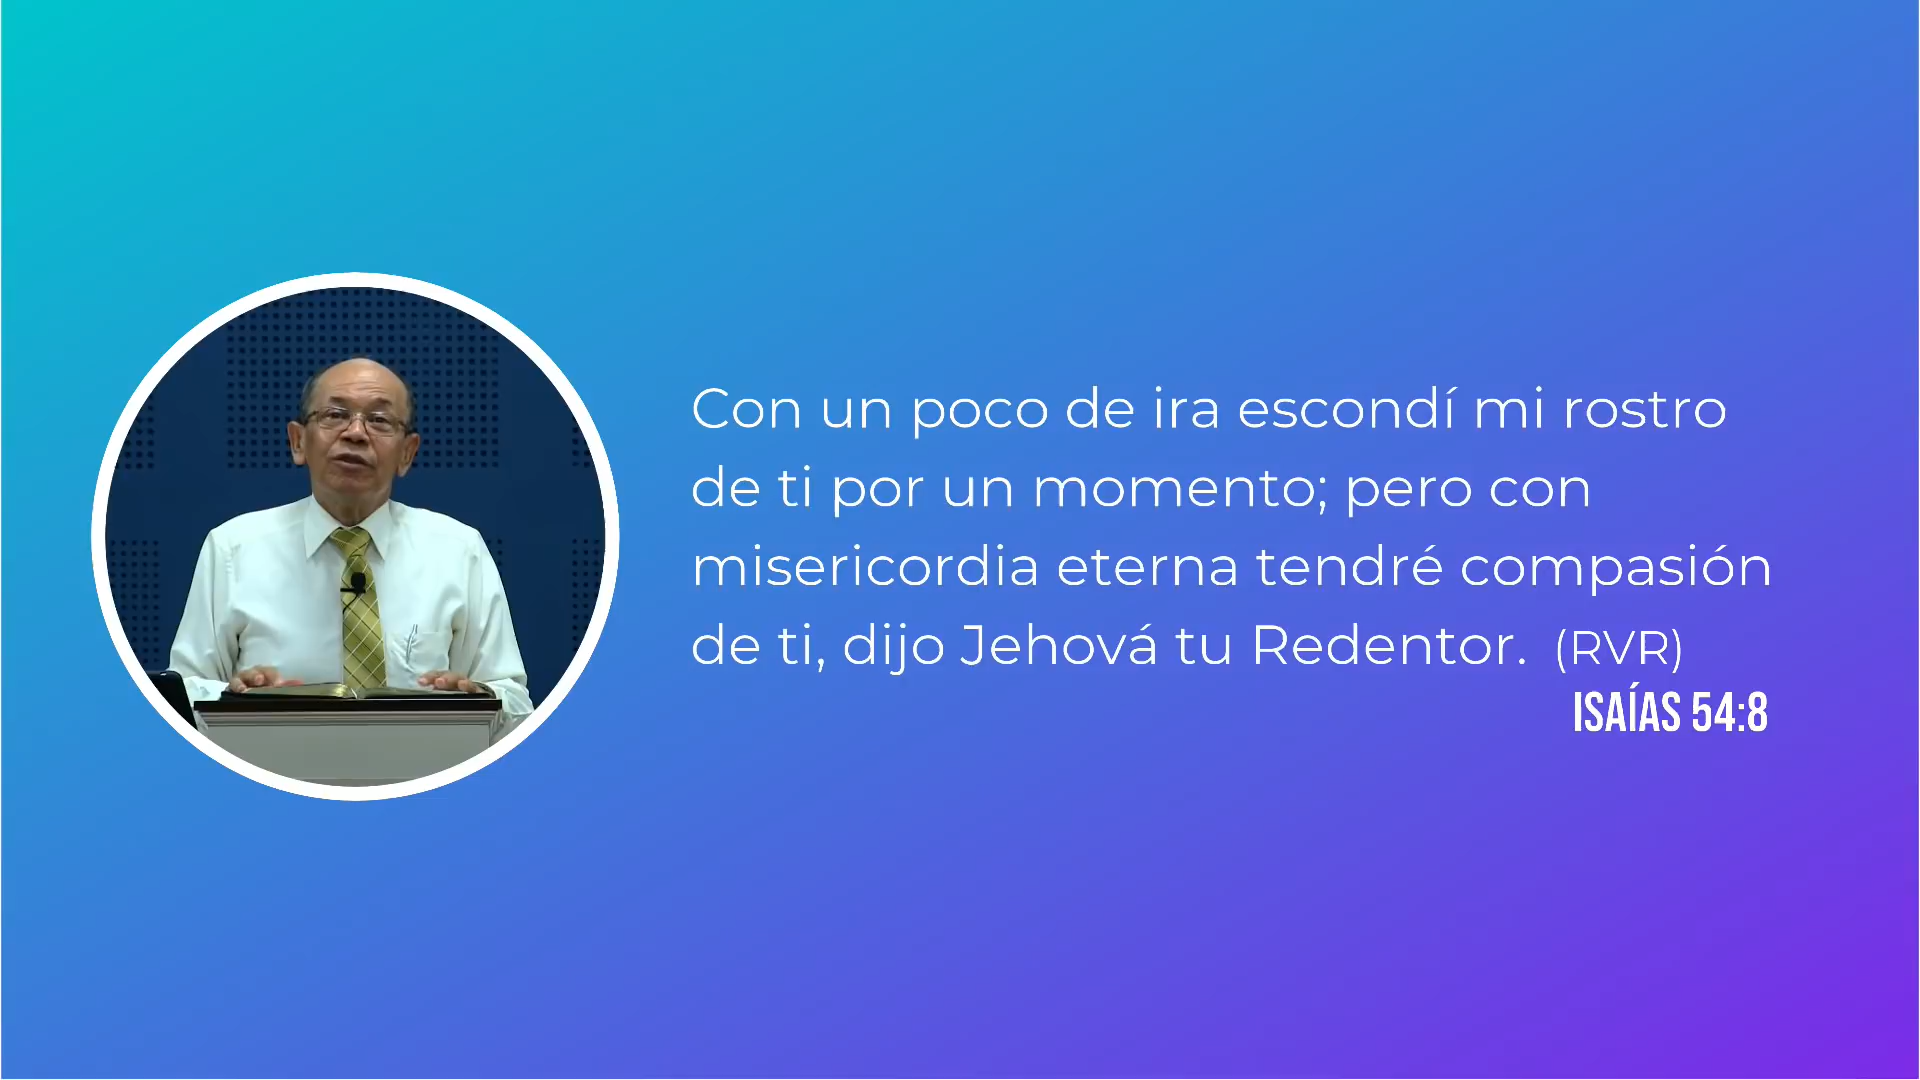 Con un poco de ira escondí mi rostro
de ti por un momento; pero con
misericordia eterna tendré compasión
de ti, dijo Jehová tu Redentor. (RVR)
ISAÍAS 54:8